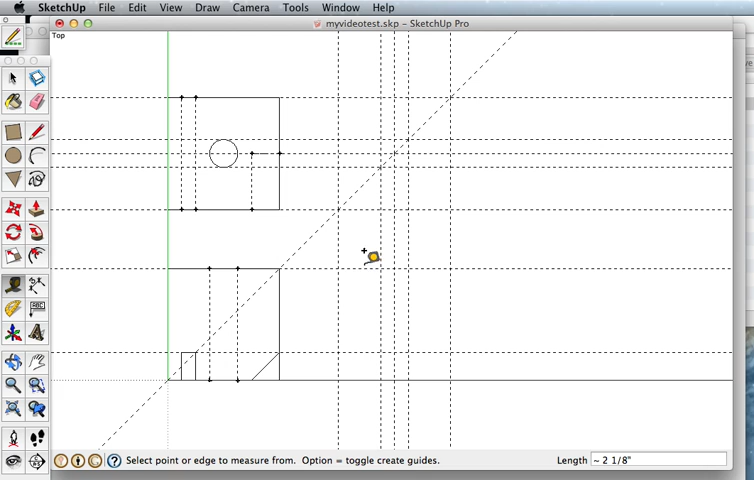 SketchUp File Edit View Draw Camera Tools Window Help
myvideotest.skp – SketchUp Pro
Top
ABC
Select point or edge to measure from. Option = toggle create guides. Length ~ 2 1/8"